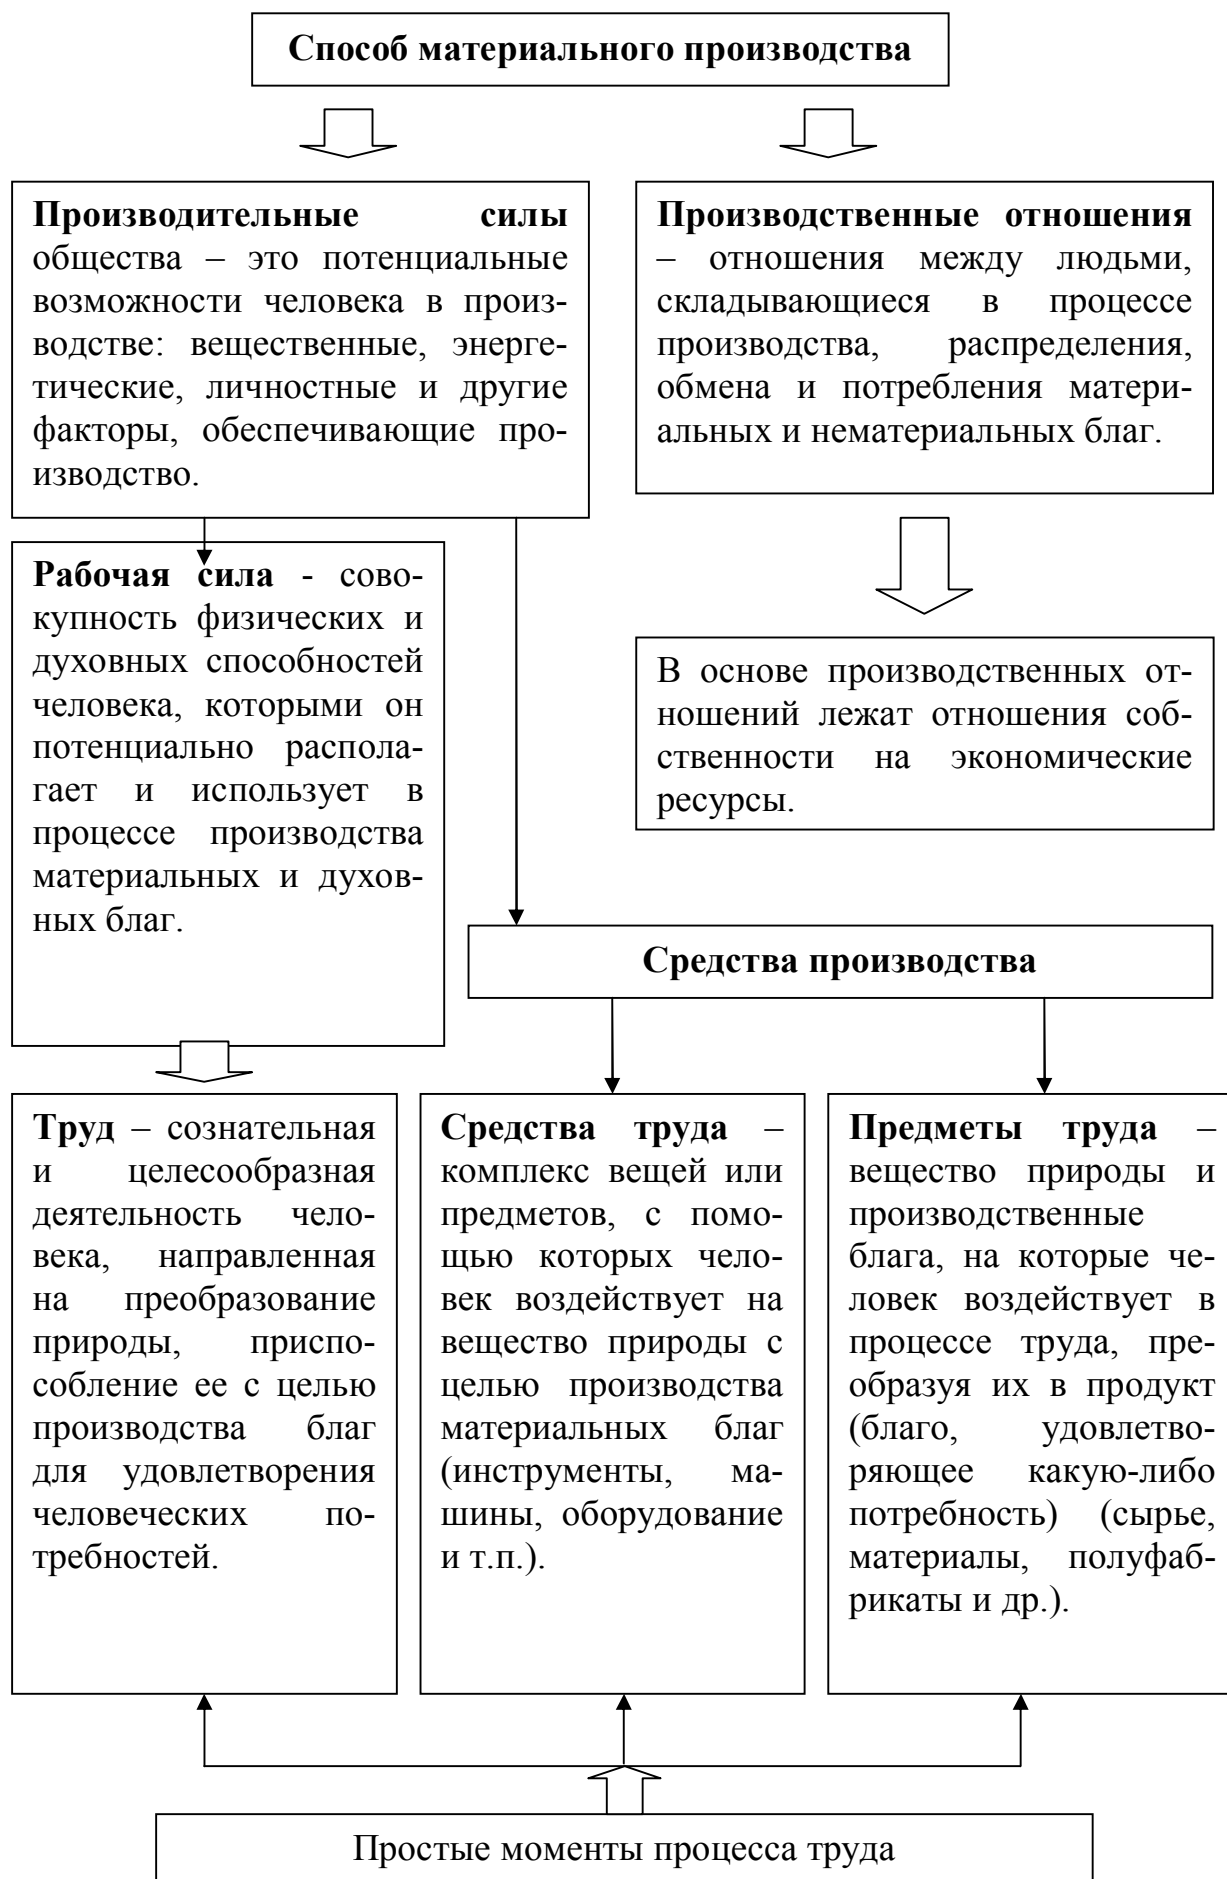 Способ материального производства
Производительные силы
общества – это потенциальные
возможности человека в произ-
водстве: вещественные, энерге-
тические, личностные и другие
факторы, обеспечивающие про-
изводство.
Производственные отношения
– отношения между людьми,
складывающиеся в процессе
производства, распределения,
обмена и потребления матери-
альных и нематериальных благ.
Рабочая сила - сово-
купность физических и
духовных способностей
человека, которыми он
потенциально распола-
гает и использует в
процессе производства
материальных и духов-
ных благ.
В основе производственных от-
ношений лежат отношения соб-
ственности на экономические
ресурсы.
Средства производства
Труд – сознательная
и целесообразная
деятельность чело-
века, направленная
на преобразование
природы, приспо-
собление ее с целью
производства благ
для удовлетворения
человеческих по-
требностей.
Средства труда –
комплекс вещей или
предметов, с помо-
щью которых чело-
век воздействует на
вещество природы с
целью производства
материальных благ
(инструменты, ма-
шины, оборудование
и т.п.).
Предметы труда –
вещество природы и
производственные
блага, на которые че-
ловек воздействует в
процессе труда, пре-
образуя их в продукт
(благо, удовлетво-
ряющее какую-либо
потребность) (сырье,
материалы, полуфаб-
рикаты и др.).
Простые моменты процесса труда